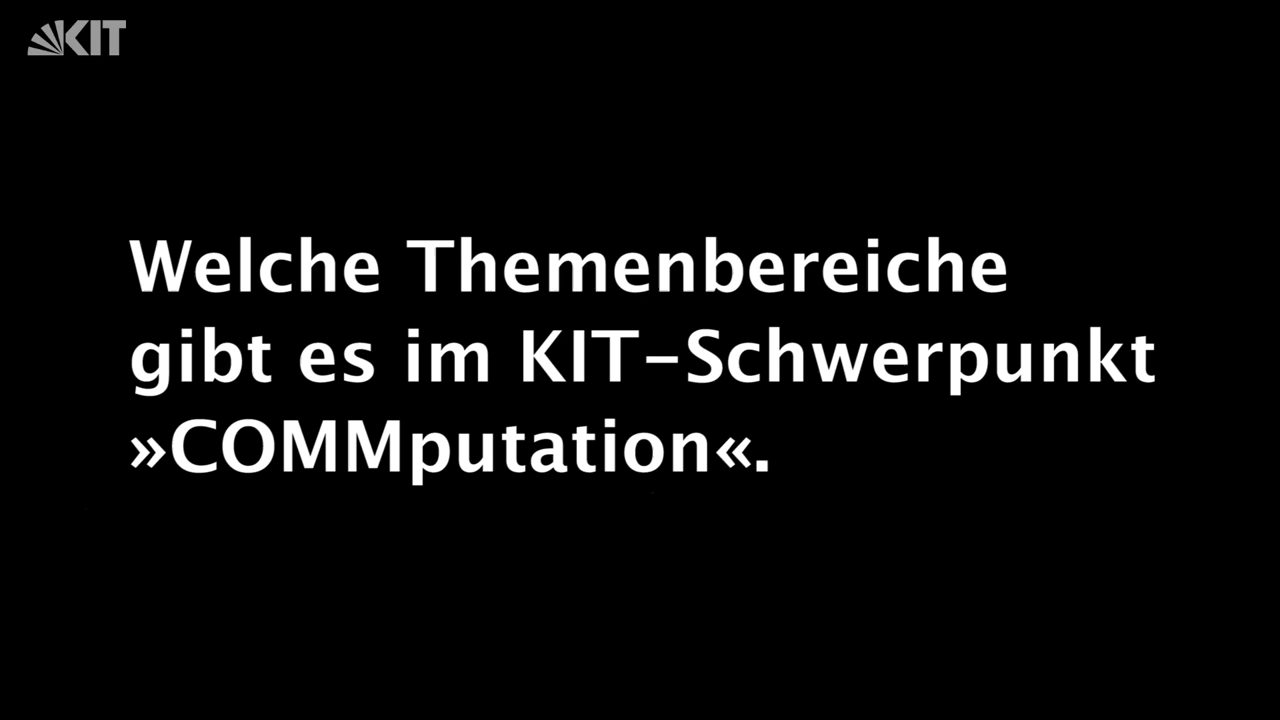 KIT
Welche Themenbereiche
gibt es im KIT-Schwerpunkt
»COMMputation«.